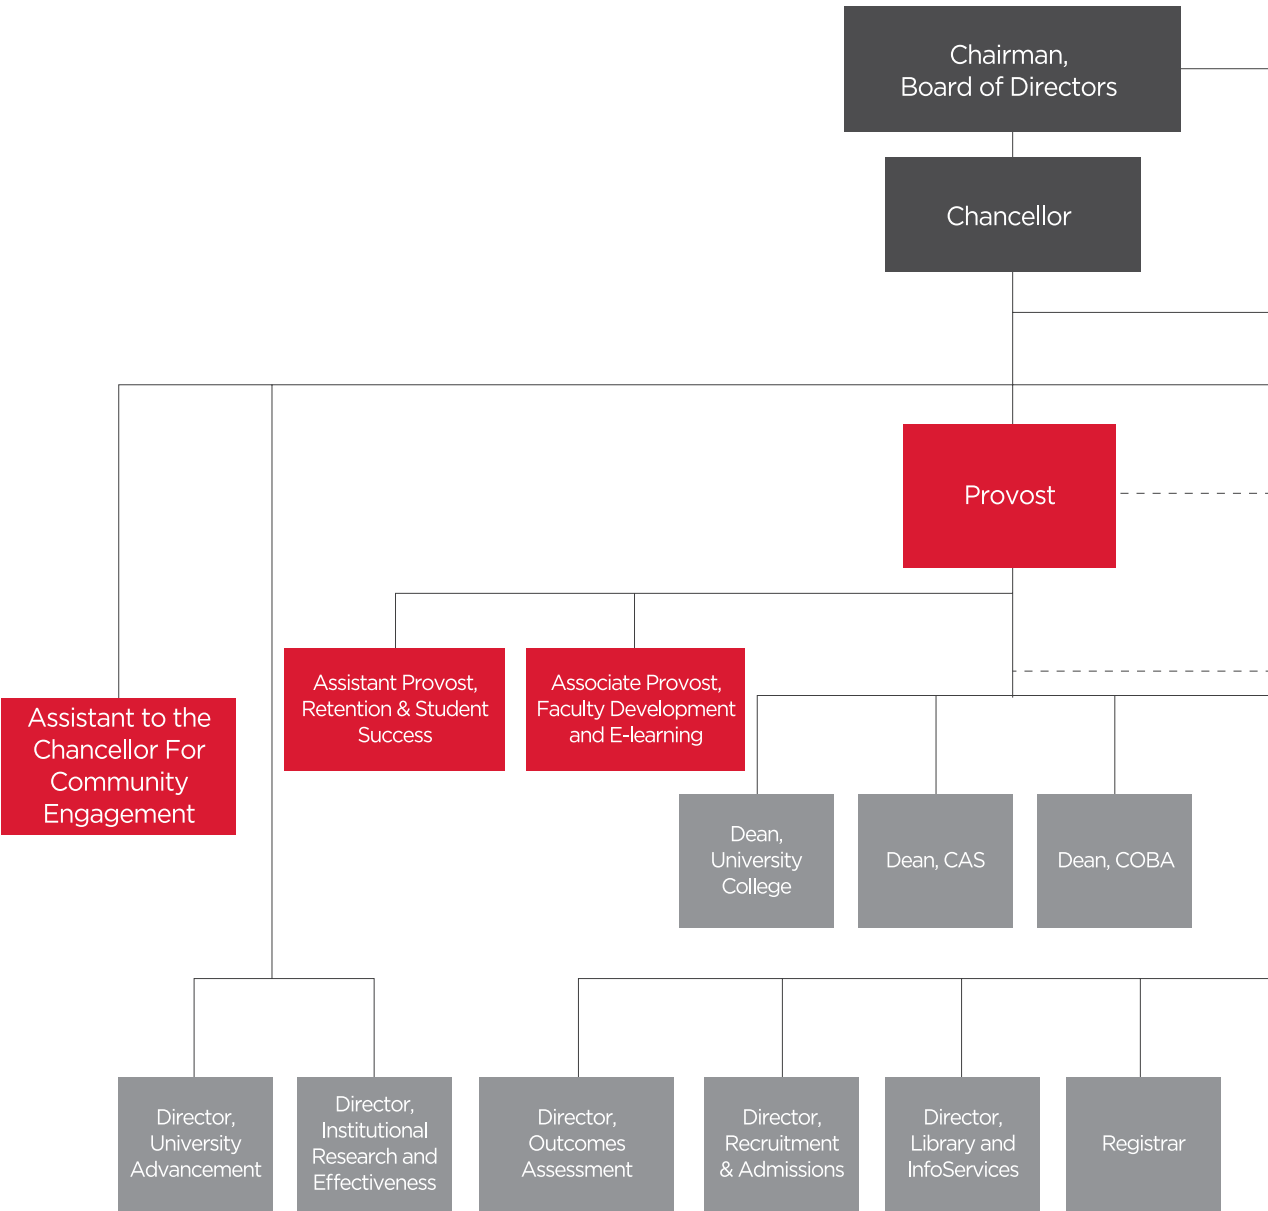 Chairman,
Board of Directors
Chancellor
Provost
Assistant Provost,
Retention & Student
Success
Associate Provost,
Faculty Development
and E-learning
Assistant to the
Chancellor For
Community
Engagement
Dean,
University
College
Dean, CAS
Dean, COBA
Director,
University
Advancement
Director,
Institutional
Research and
Effectiveness
Director,
Outcomes
Assessment
Director,
Recruitment
& Admissions
Director,
Library and
InfoServices
Registrar